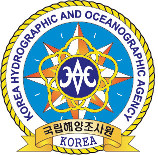 KOREA HYDROGRAPHIC AND OCEANOGRAPHIC AGENCY
국립해양조사원
KOREA